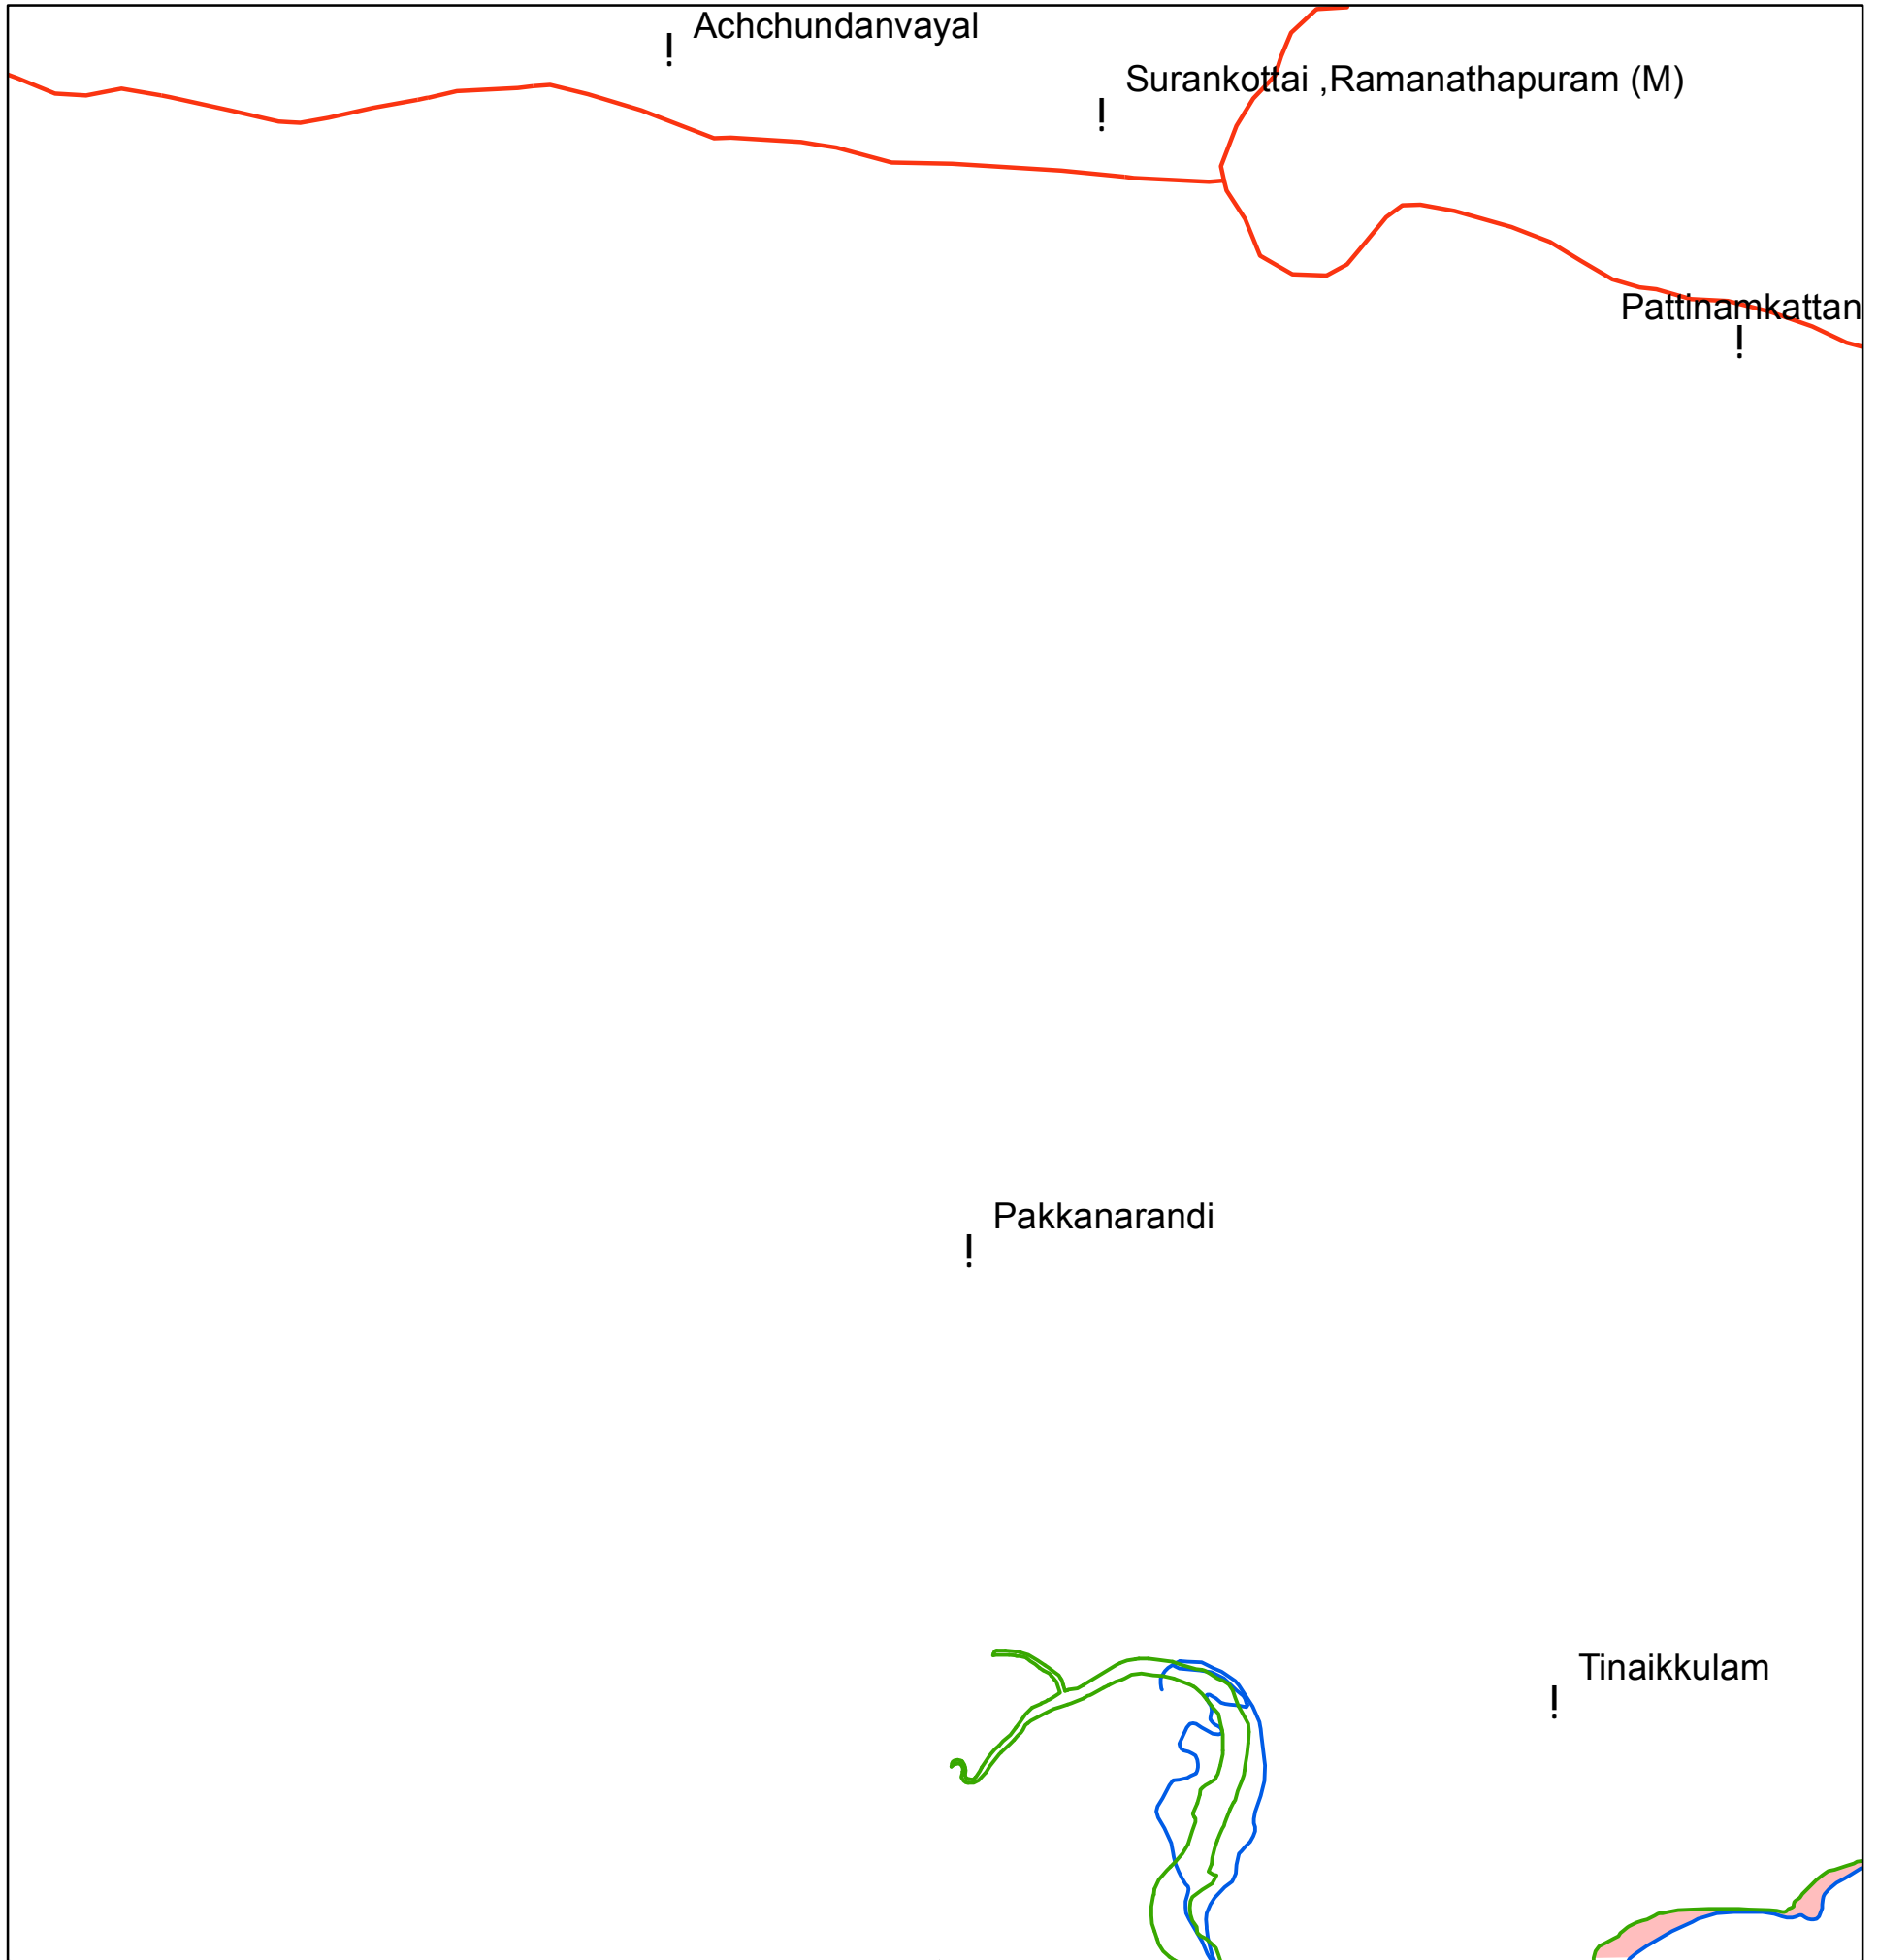 Achchundanvayal
!
Surankottai ,Ramanathapuram (M)
!
Pattinamkattan
!
Pakkanarandi
!
Tinaikkulam
!